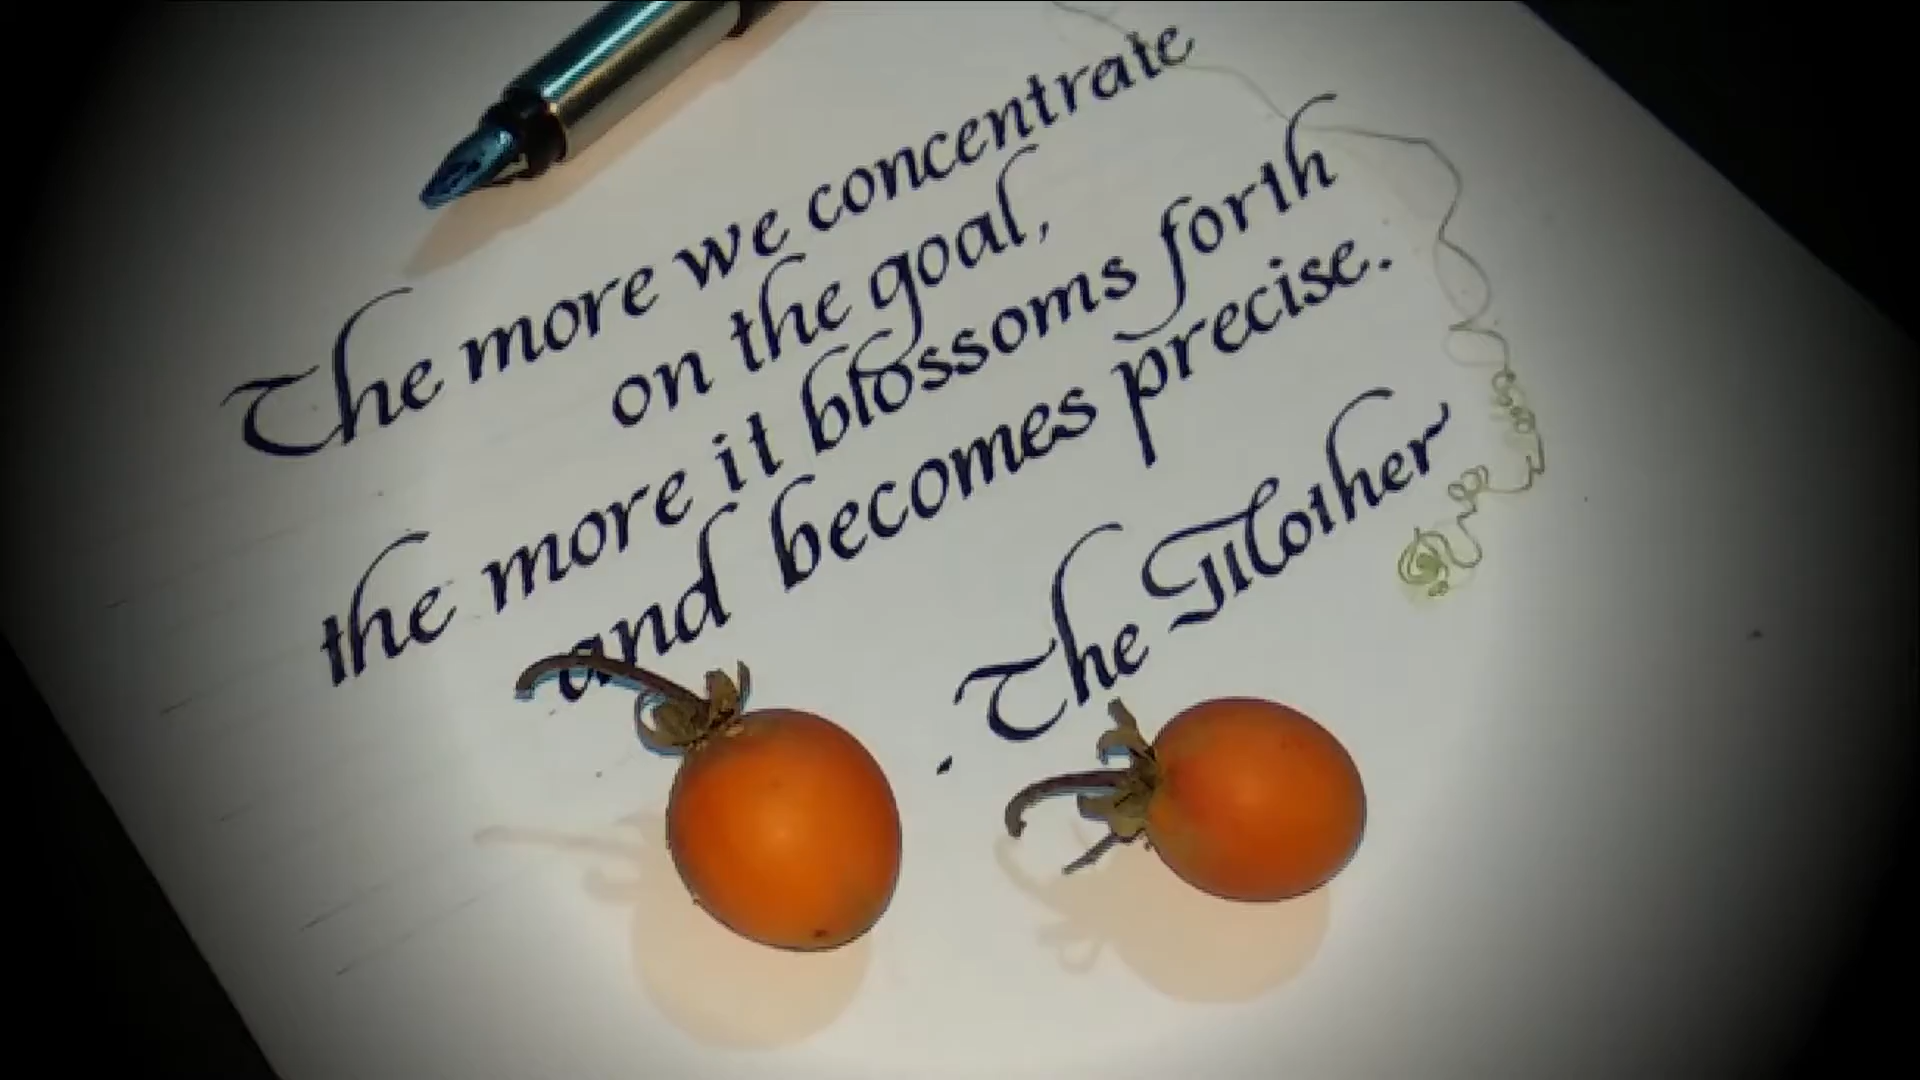 The more we concentrate
on the goal,
the more it blossoms forth
and becomes precise.
. The Mother